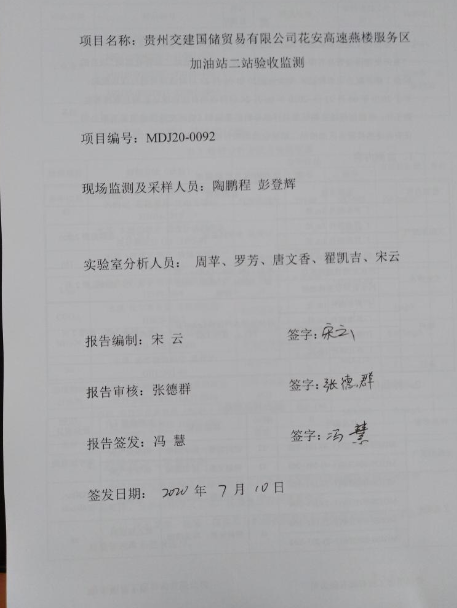 项目名称：贵州交建国储贸易有限公司花安高速燕楼服务区
加油站二站验收监测
项目编号：MDJ20-0092
现场监测及采样人员：陶鹏程 彭登辉
实验室分析人员： 周苹、罗芳、唐文香、翟凯吉、宋云
报告编制：宋 云 签字：宋云
报告审核：张德群 签字：张德群
报告签发：冯 慧 签字：冯慧
签发日期： 2020 年 7 月 10 日